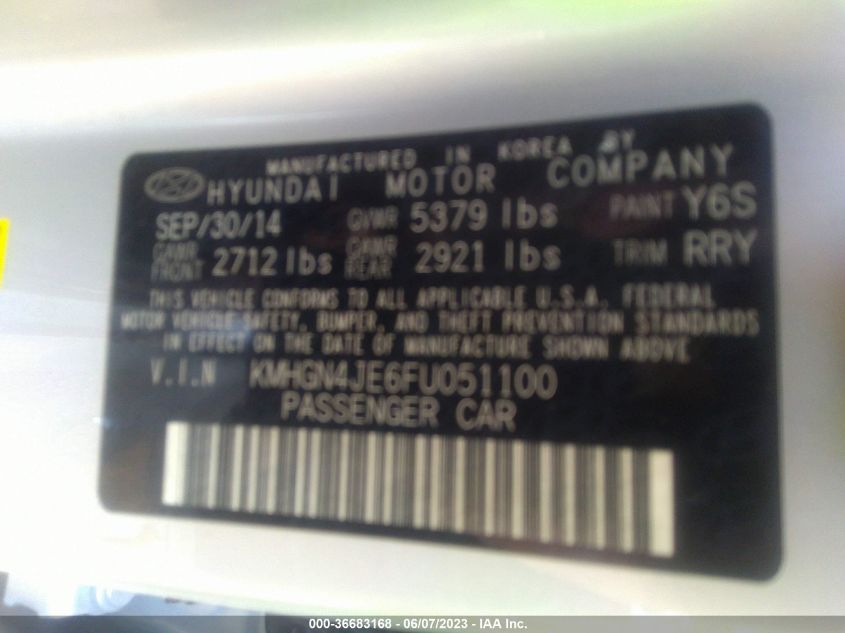 MANUFACTURED IN KOREA BY
HYUNDAI MOTOR COMPANY
SEP/30/14 GVWR 5379 lbs PAINT Y6S
GAWR FRONT 2712 lbs GAWR REAR 2921 lbs TRIM RRY
THIS VEHICLE CONFORMS TO ALL APPLICABLE U.S.A. FEDERAL
MOTOR VEHICLE SAFETY, BUMPER, AND THEFT PREVENTION STANDARDS
IN EFFECT ON THE DATE OF MANUFACTURE SHOWN ABOVE
V.I.N KMHGN4JE6FU051100
PASSENGER CAR
000-36683168 - 06/07/2023 - IAA Inc.